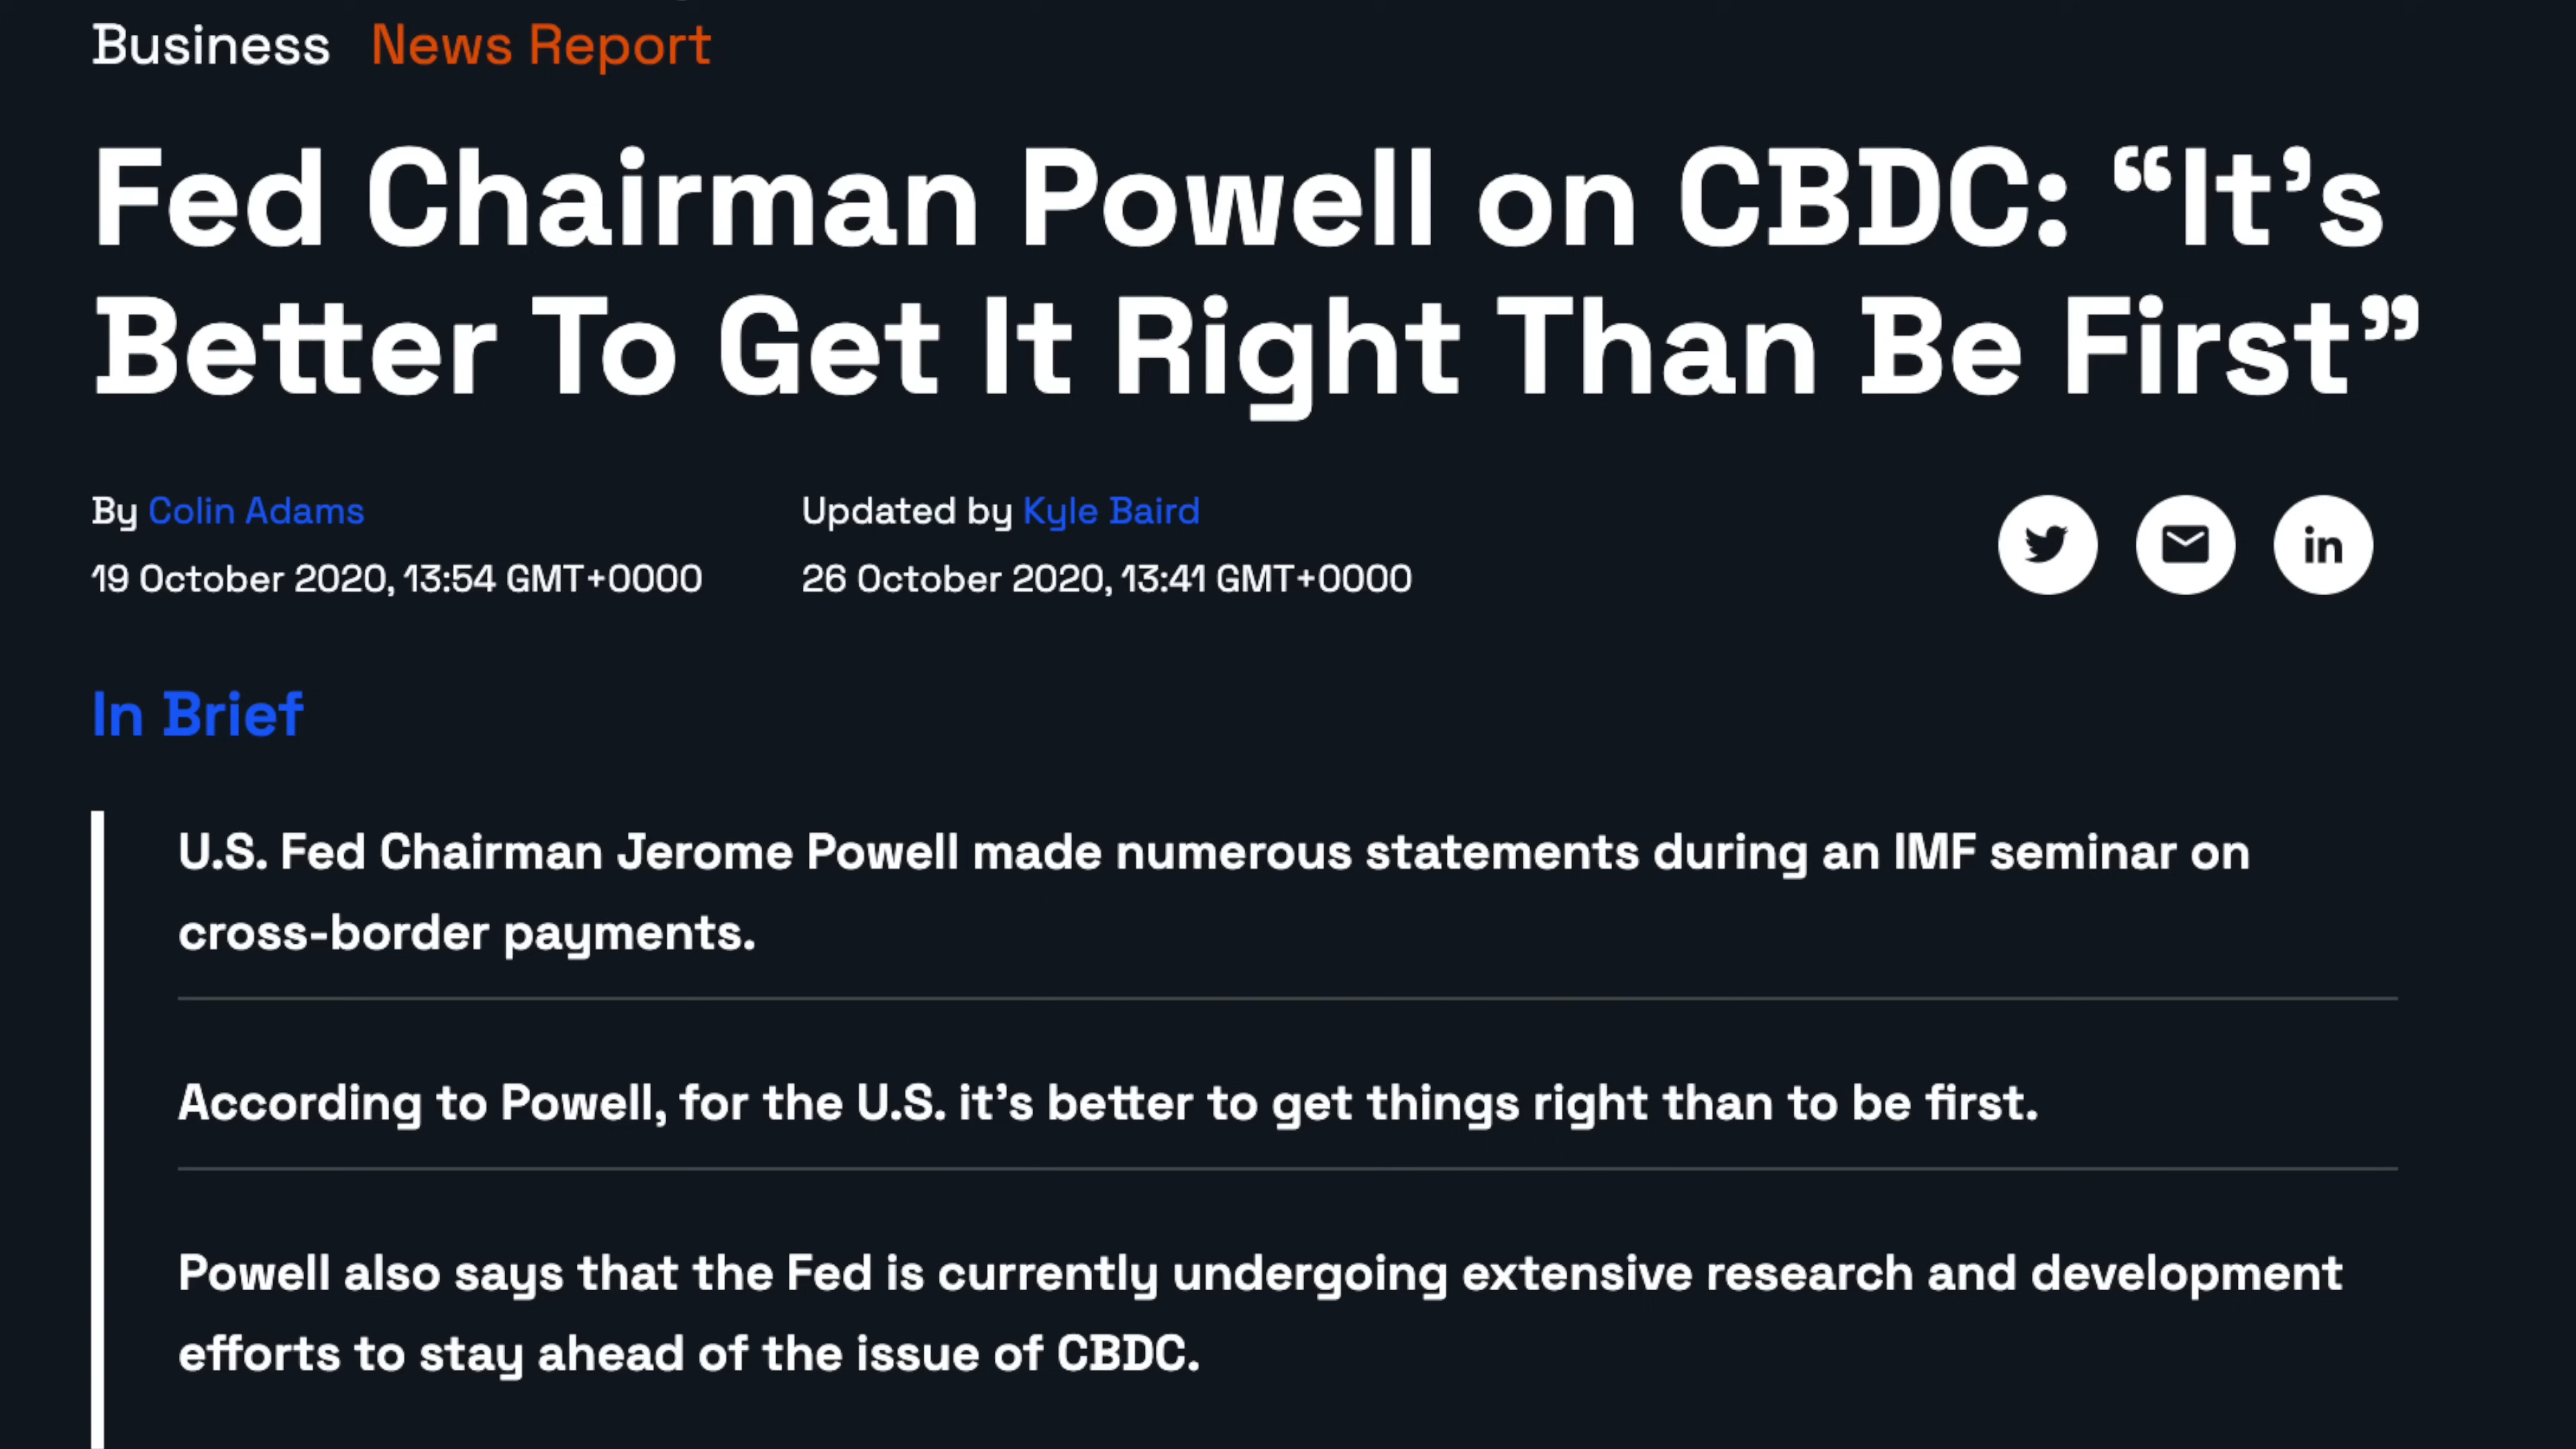 Business News Report
Fed Chairman Powell on CBDC: “It’s
Better To Get It Right Than Be First”
By Colin Adams
19 October 2020, 13:54 GMT+0000
Updated by Kyle Baird
26 October 2020, 13:41 GMT+0000
in
In Brief
U.S. Fed Chairman Jerome Powell made numerous statements during an IMF seminar on
cross-border payments.
According to Powell, for the U.S. it’s better to get things right than to be first.
Powell also says that the Fed is currently undergoing extensive research and development
efforts to stay ahead of the issue of CBDC.